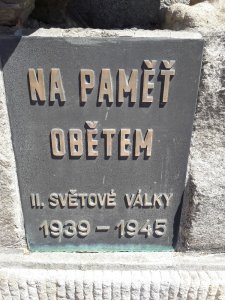 NA PAMĚŤ
OBĚTEM
II. SVĚTOVÉ VÁLKY
1939 - 1945